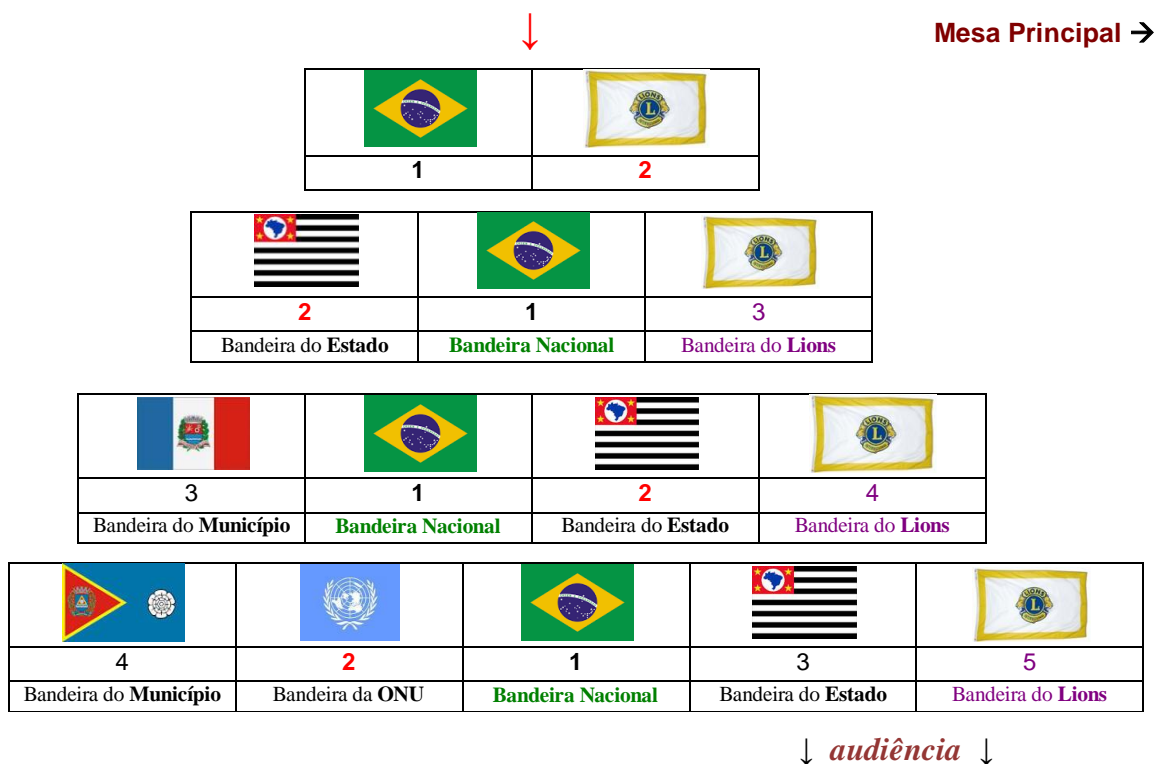 ↓
Mesa Principal →
1 2
2 1 3
Bandeira do Estado Bandeira Nacional Bandeira do Lions
3 1 2 4
Bandeira do Município Bandeira Nacional Bandeira do Estado Bandeira do Lions
4 2 1 3 5
Bandeira do Município Bandeira da ONU Bandeira Nacional Bandeira do Estado Bandeira do Lions
↓ audiência ↓